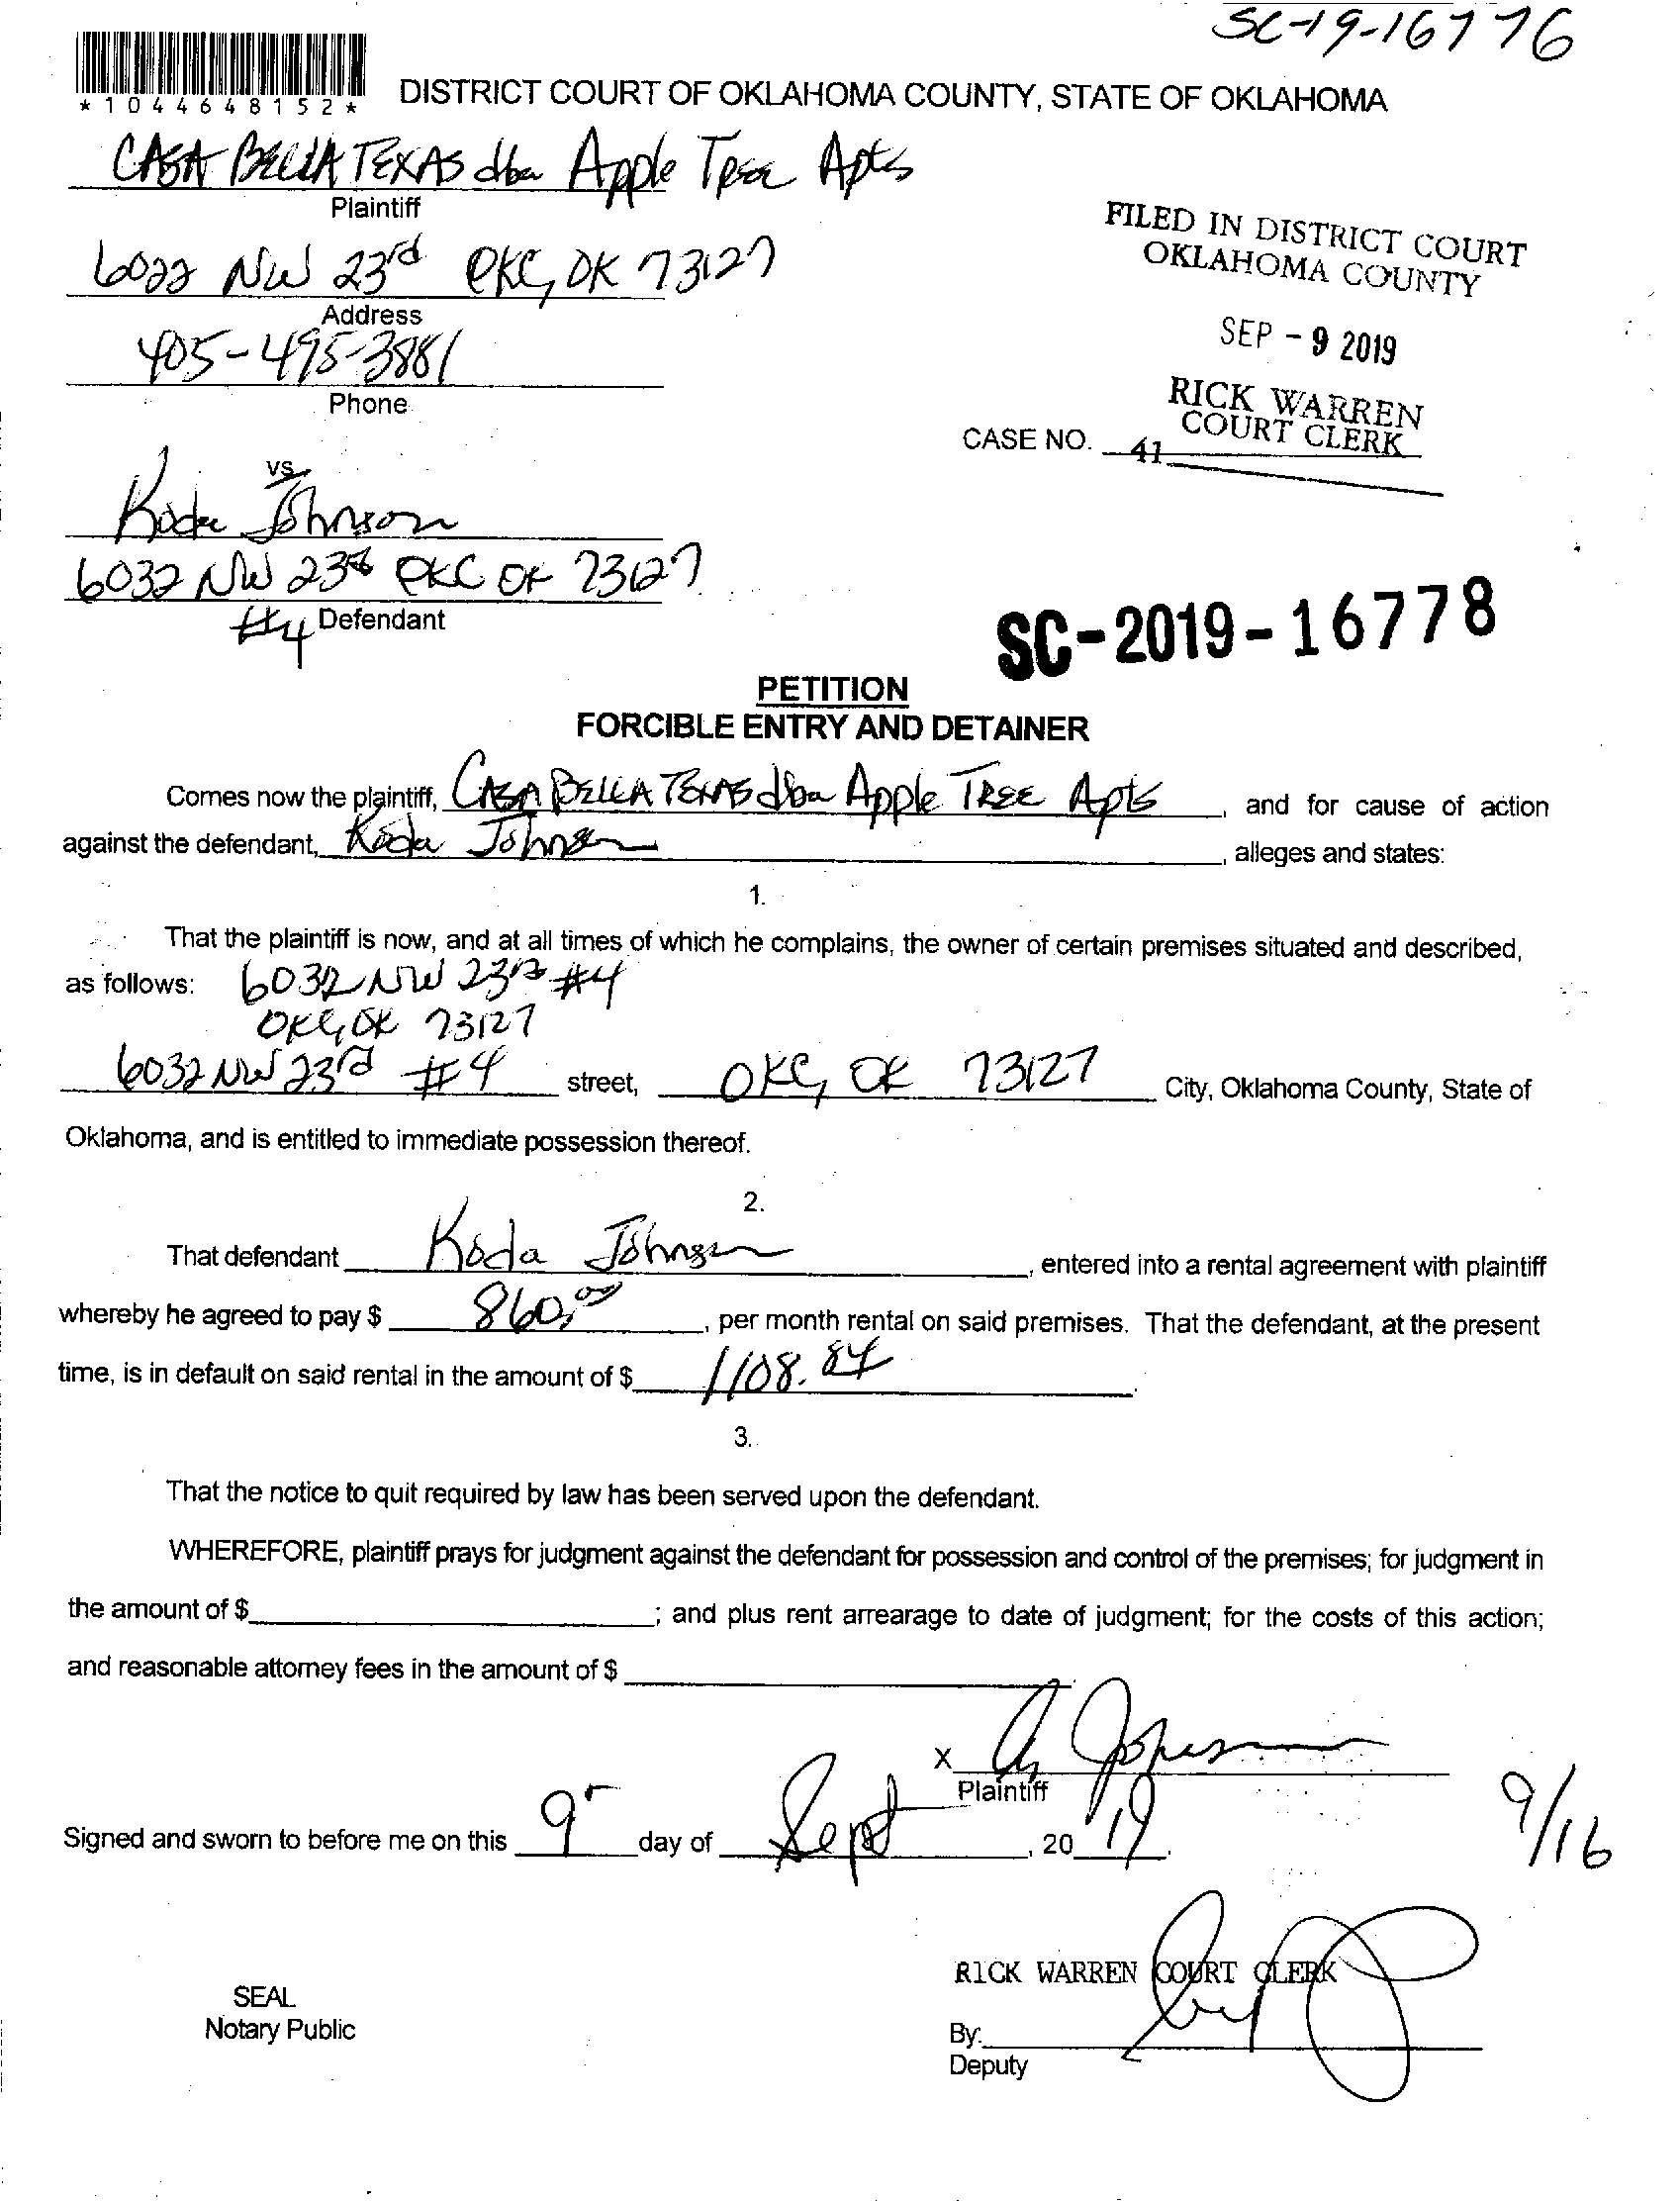 SC-19-16776
*1044648152*
DISTRICT COURT OF OKLAHOMA COUNTY, STATE OF OKLAHOMA
CASA BELLA TEXAS dba Apple Tree Apts
Plaintiff
6022 NW 23rd OKC, OK 73127
Address
405-495-3881
Phone
FILED IN DISTRICT COURT
OKLAHOMA COUNTY
SEP - 9 2019
RICK WARREN
COURT CLERK
CASE NO. 41
vs.
Koda Johnson
6032 NW 23rd OKC OK 73127
#4 Defendant
SC-2019-16778
PETITION
FORCIBLE ENTRY AND DETAINER
Comes now the plaintiff, CASA BELLA TEXAS dba Apple TREE Apts, and for cause of action
against the defendant, Koda Johnson, alleges and states:
1.
That the plaintiff is now, and at all times of which he complains, the owner of certain premises situated and described,
as follows: 6032 NW 23rd #4
OKC, OK 73127
6032 NW 23rd #4 street, OKC, OK 73127 City, Oklahoma County, State of
Oklahoma, and is entitled to immediate possession thereof.
2.
That defendant Koda Johnson, entered into a rental agreement with plaintiff
whereby he agreed to pay $ 860.00, per month rental on said premises. That the defendant, at the present
time, is in default on said rental in the amount of $ 1108.84.
3.
That the notice to quit required by law has been served upon the defendant.
WHEREFORE, plaintiff prays for judgment against the defendant for possession and control of the premises; for judgment in
the amount of $ ; and plus rent arrearage to date of judgment; for the costs of this action;
and reasonable attorney fees in the amount of $ .
X
Plaintiff
Signed and sworn to before me on this 9 day of Sept, 20 19.
9/16
RICK WARREN COURT CLERK
SEAL
Notary Public
By:
Deputy